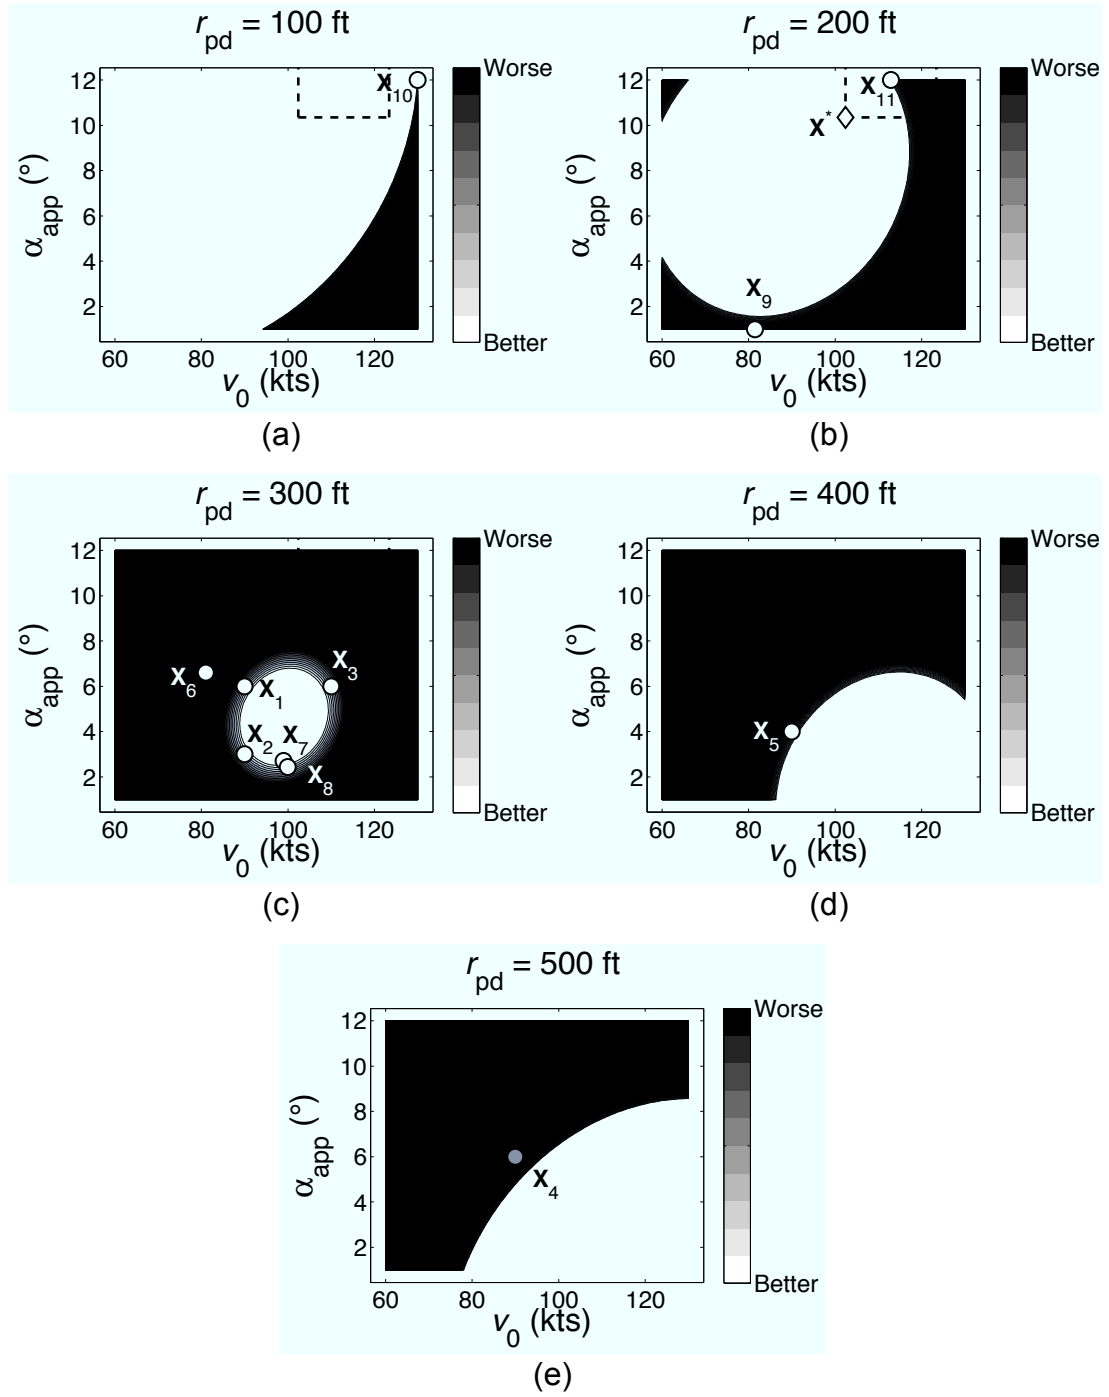 r_pd = 100 ft
r_pd = 200 ft
12
10
8
6
4
2
α_app (°)
X_10
Worse
Better
60
80
100
120
v_0 (kts)
(a)
12
10
8
6
4
2
α_app (°)
X_11
X*
X_9
Worse
Better
60
80
100
120
v_0 (kts)
(b)
r_pd = 300 ft
r_pd = 400 ft
12
10
8
6
4
2
α_app (°)
X_6
X_3
X_1
X_2
X_7
X_8
Worse
Better
60
80
100
120
v_0 (kts)
(c)
12
10
8
6
4
2
α_app (°)
X_5
Worse
Better
60
80
100
120
v_0 (kts)
(d)
r_pd = 500 ft
12
10
8
6
4
2
α_app (°)
X_4
Worse
Better
60
80
100
120
v_0 (kts)
(e)